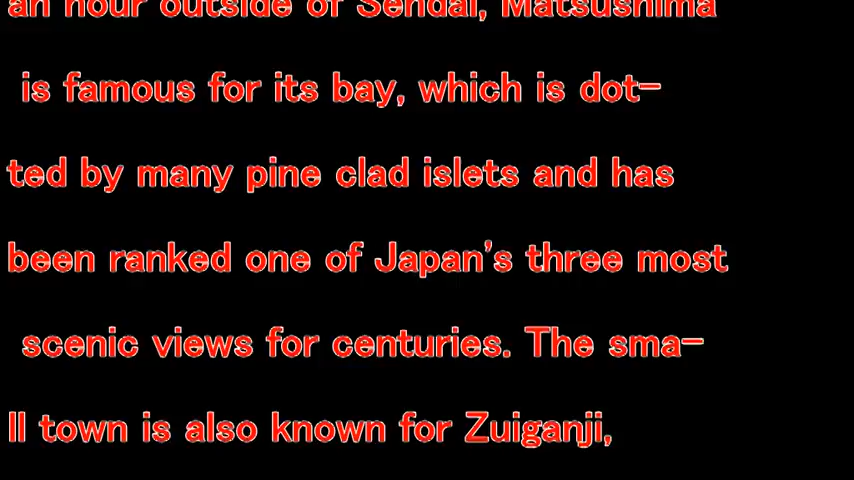 an hour outside of Sendai, Matsushima
is famous for its bay, which is dot-
ted by many pine clad islets and has
been ranked one of Japan's three most
scenic views for centuries. The sma-
ll town is also known for Zuiganji,